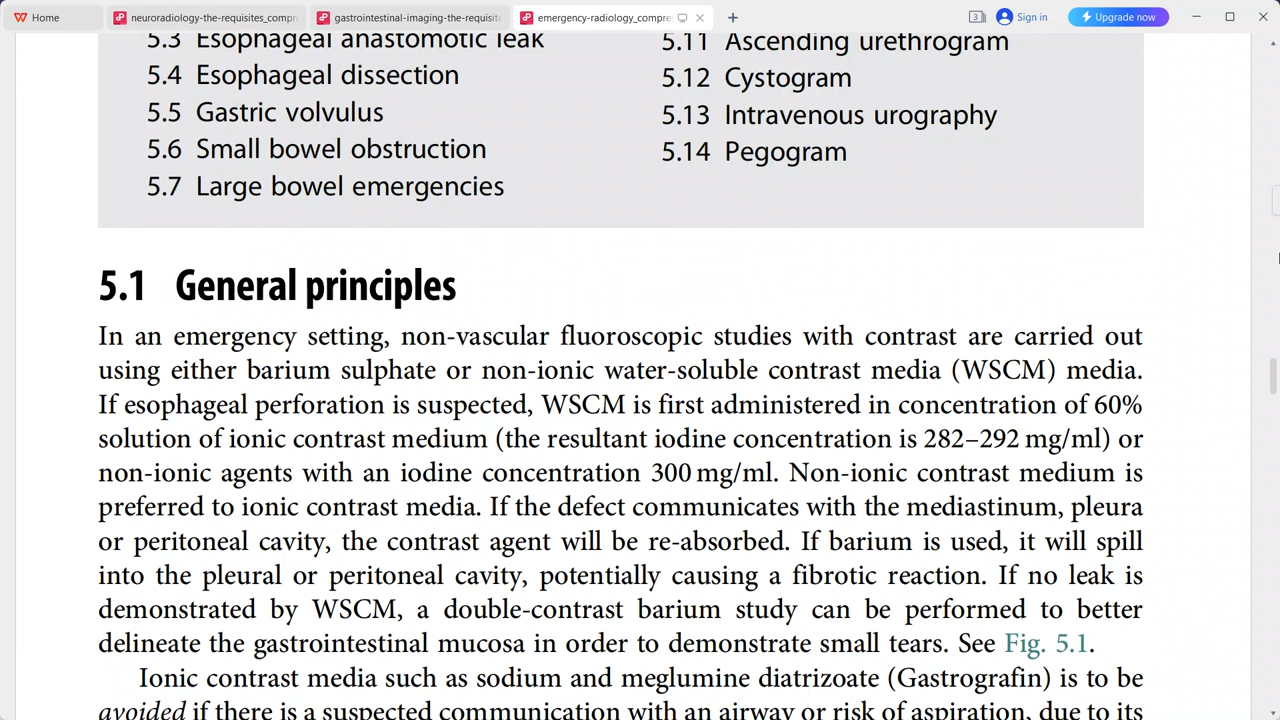 Home
neuroradiology-the-requisites_compre
gastrointestinal-imaging-the-requisite
emergency-radiology_compre
3
Sign in
Upgrade now
5.3 Esophageal anastomotic leak
5.4 Esophageal dissection
5.5 Gastric volvulus
5.6 Small bowel obstruction
5.7 Large bowel emergencies
5.11 Ascending urethrogram
5.12 Cystogram
5.13 Intravenous urography
5.14 Pegogram
5.1 General principles
In an emergency setting, non-vascular fluoroscopic studies with contrast are carried out
using either barium sulphate or non-ionic water-soluble contrast media (WSCM) media.
If esophageal perforation is suspected, WSCM is first administered in concentration of 60%
solution of ionic contrast medium (the resultant iodine concentration is 282–292 mg/ml) or
non-ionic agents with an iodine concentration 300 mg/ml. Non-ionic contrast medium is
preferred to ionic contrast media. If the defect communicates with the mediastinum, pleura
or peritoneal cavity, the contrast agent will be re-absorbed. If barium is used, it will spill
into the pleural or peritoneal cavity, potentially causing a fibrotic reaction. If no leak is
demonstrated by WSCM, a double-contrast barium study can be performed to better
delineate the gastrointestinal mucosa in order to demonstrate small tears. See Fig. 5.1.
Ionic contrast media such as sodium and meglumine diatrizoate (Gastrografin) is to be
avoided if there is a suspected communication with an airway or risk of aspiration, due to its